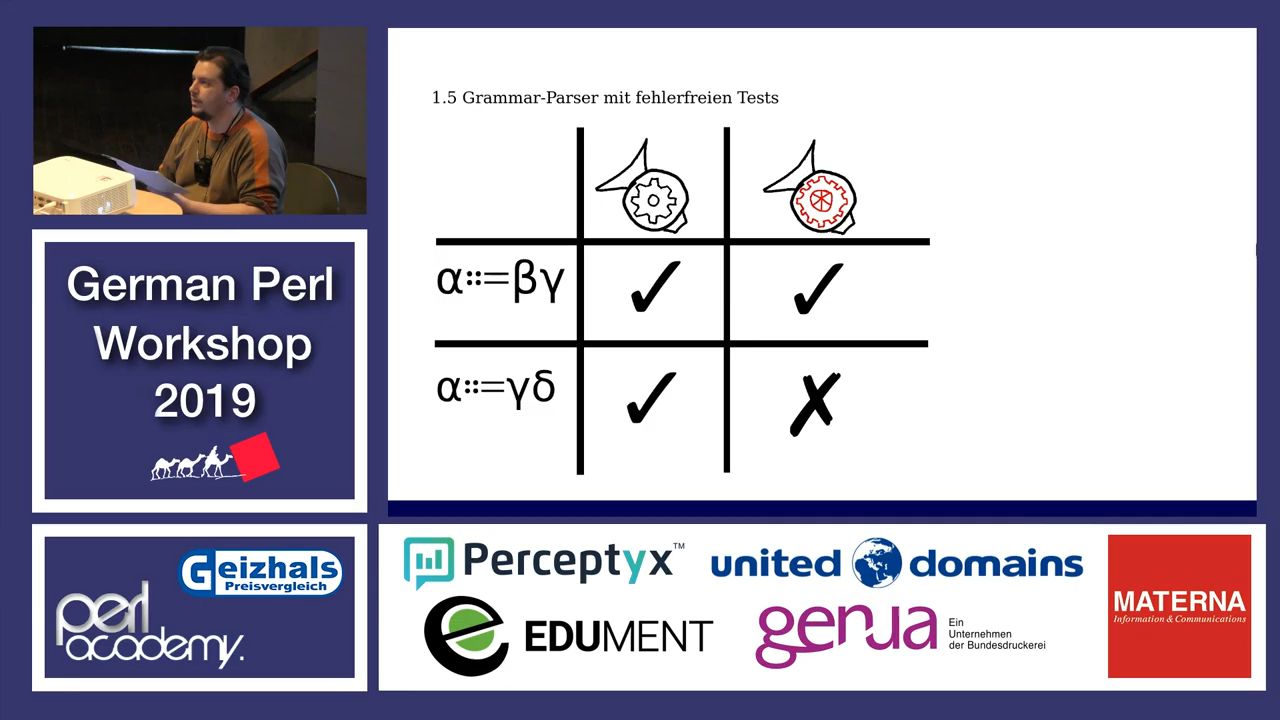 1.5 Grammar-Parser mit fehlerfreien Tests
α::=βγ
✓ ✓
α::=γδ
✓ ✗
German Perl
Workshop
2019
Geizhals
Preisvergleich
perl
academy.
Perceptyx™
united domains
MATERNA
Information & Communications
EDUMENT
genua
Ein
Unternehmen
der Bundesdruckerei